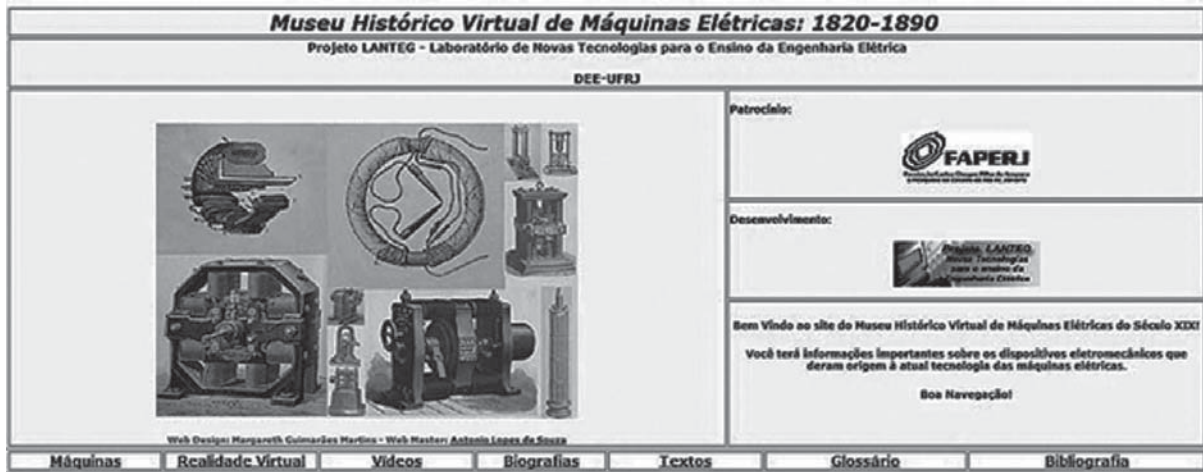 Museu Histórico Virtual de Máquinas Elétricas: 1820-1890
Projeto LANTEG - Laboratório de Novas Tecnologias para o Ensino da Engenharia Elétrica
DEE-UFRJ
Patrocínio:
FAPERJ
Desenvolvimento:
Projeto LANTEG
Novas Tecnologias
para o ensino da
Engenharia Elétrica
Bem Vindo ao site do Museu Histórico Virtual de Máquinas Elétricas do Século XIX!
Você terá informações importantes sobre os dispositivos eletromecânicos que
deram origem à atual tecnologia das máquinas elétricas.
Boa Navegação!
Web Design: Margareth Guimarães Martins - Web Master: Antonio Lopes de Souza
Máquinas Realidade Virtual Vídeos Biografias Textos Glossário Bibliografia